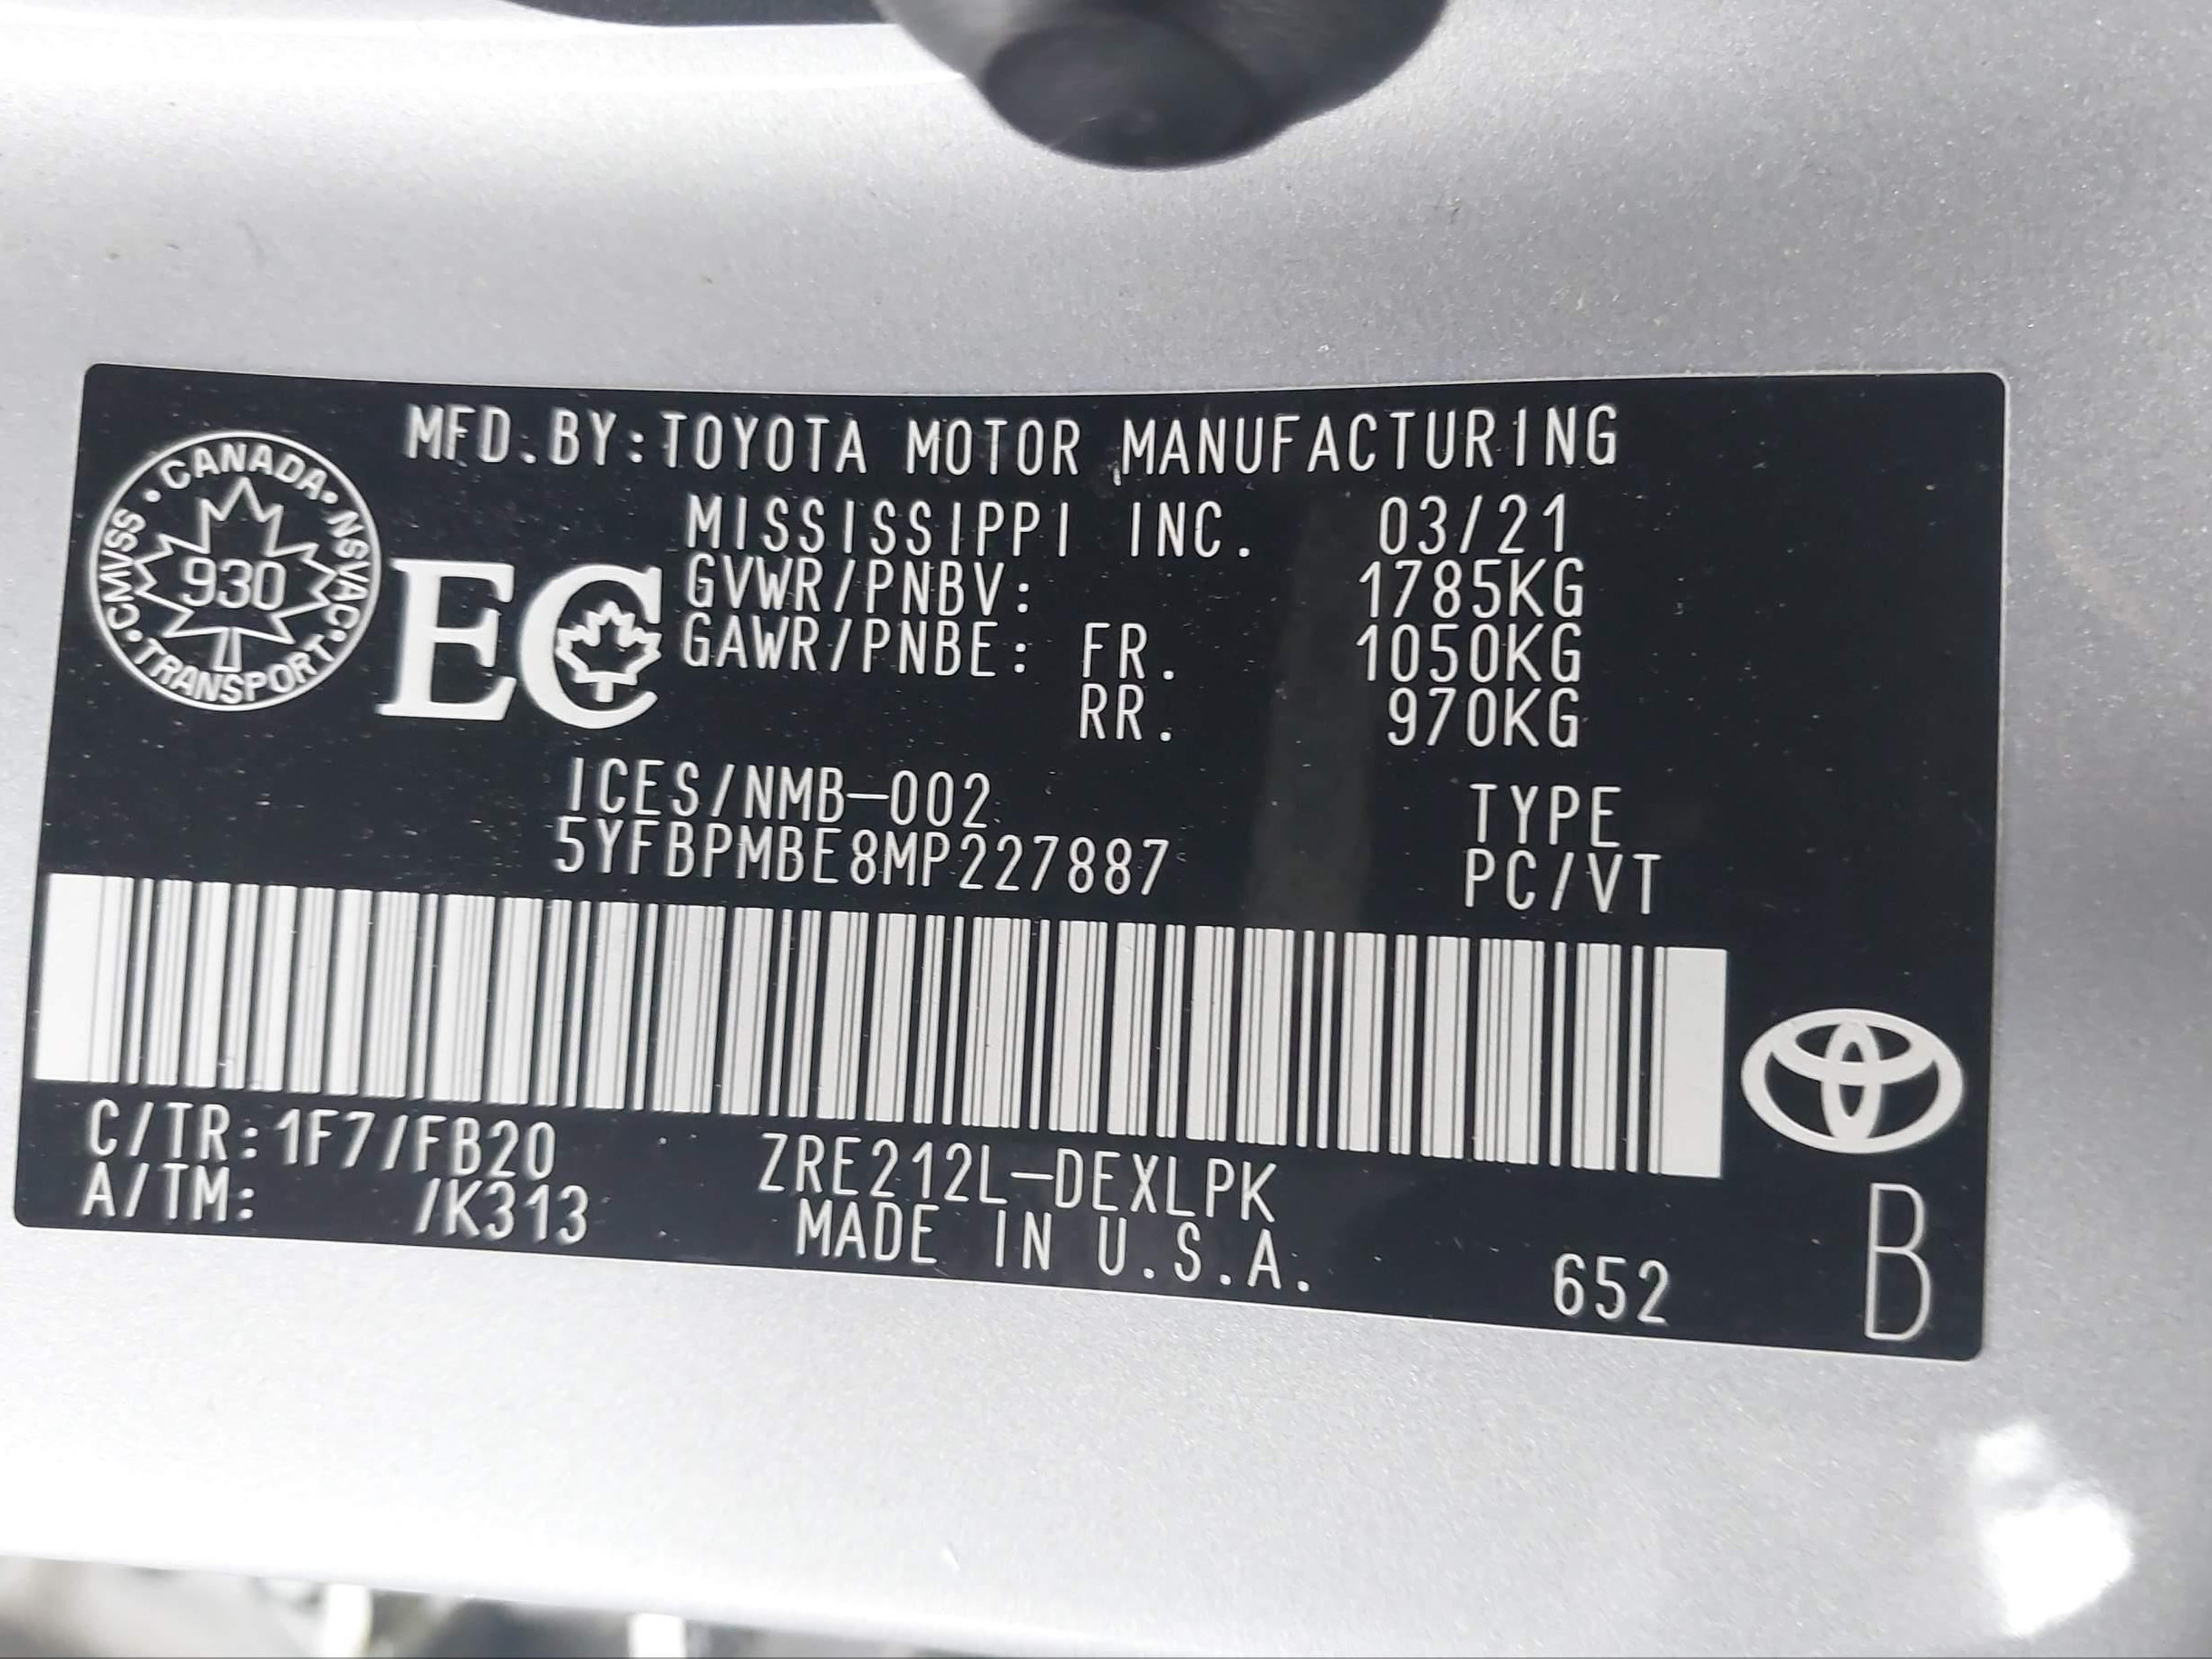 MFD.BY:TOYOTA MOTOR MANUFACTURING
MISSISSIPPI INC. 03/21
GVWR/PNBV: 1785KG
GAWR/PNBE: FR. 1050KG
RR. 970KG
CANADA • NSVAC • TRANSPORT • CMVSS •
930
EC
ICES/NMB-002 TYPE
5YFBPMBE8MP227887 PC/VT
C/TR:1F7/FB20 ZRE212L-DEXLPK
A/TM: /K313 MADE IN U.S.A. 652
B